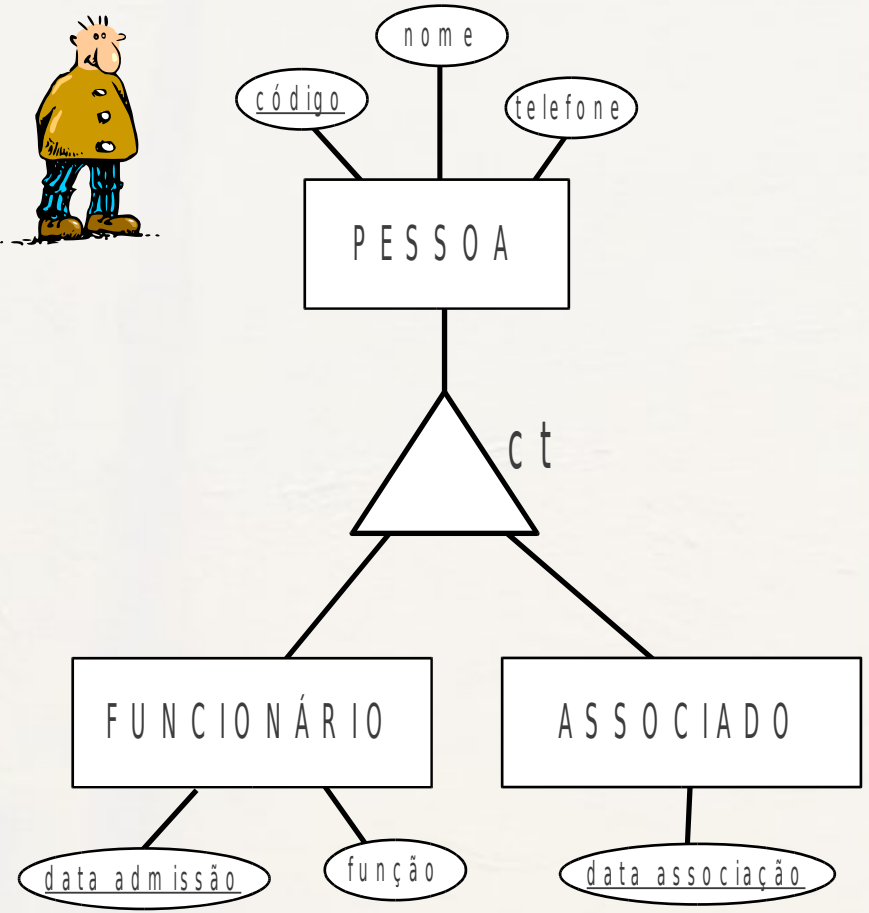 nome
código
telefone
PESSOA
ct
FUNCIONÁRIO
ASSOCIADO
data admissão
função
data associação